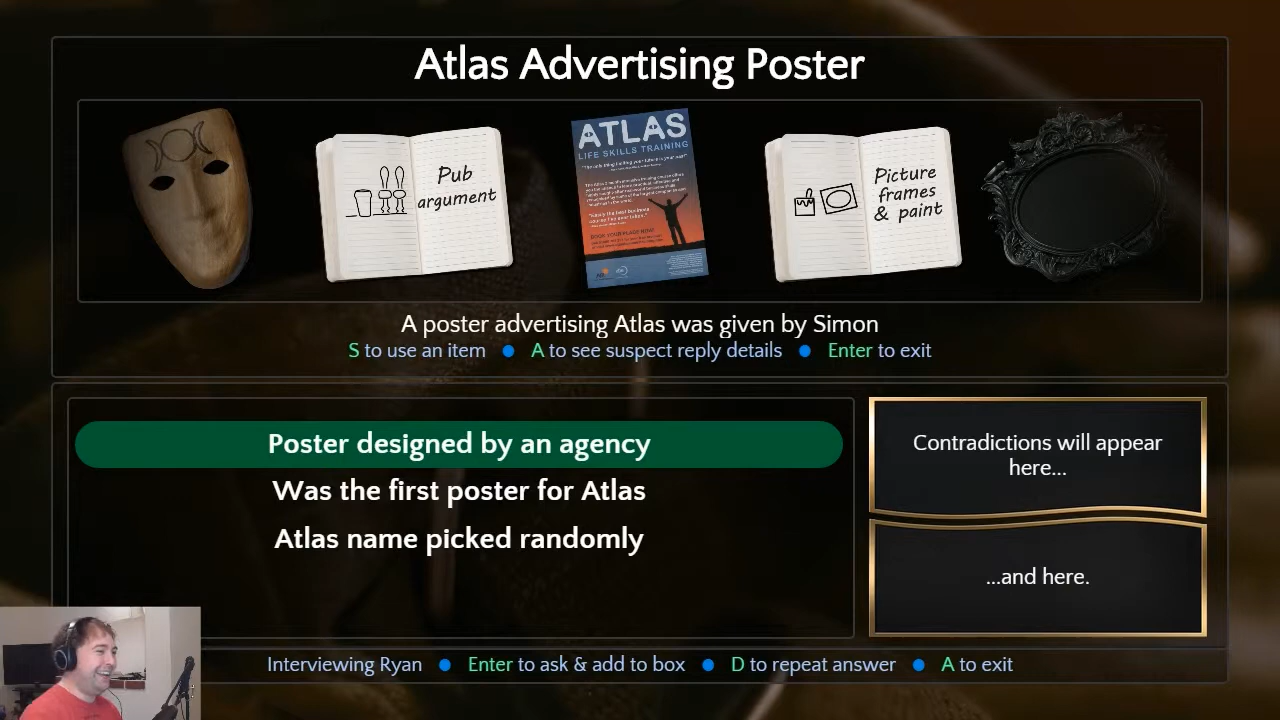 Atlas Advertising Poster
Pub
argument
ATLAS
LIFE SKILLS TRAINING
Picture
frames
& paint
A poster advertising Atlas was given by Simon
S to use an item A to see suspect reply details Enter to exit
Poster designed by an agency
Was the first poster for Atlas
Atlas name picked randomly
Contradictions will appear
here...
...and here.
Interviewing Ryan Enter to ask & add to box D to repeat answer A to exit